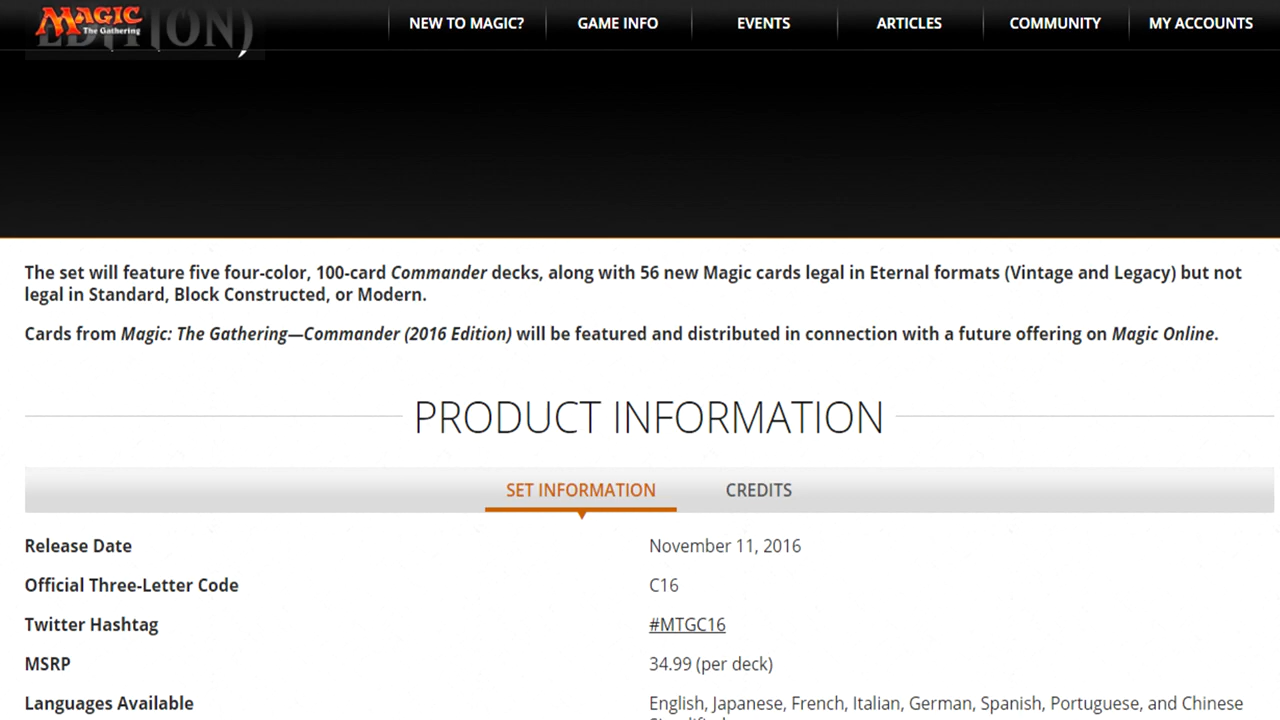 MAGIC
The Gathering
EDITION)
NEW TO MAGIC?
GAME INFO
EVENTS
ARTICLES
COMMUNITY
MY ACCOUNTS
The set will feature five four-color, 100-card Commander decks, along with 56 new Magic cards legal in Eternal formats (Vintage and Legacy) but not
legal in Standard, Block Constructed, or Modern.
Cards from Magic: The Gathering—Commander (2016 Edition) will be featured and distributed in connection with a future offering on Magic Online.
PRODUCT INFORMATION
SET INFORMATION
CREDITS
Release Date
November 11, 2016
Official Three-Letter Code
C16
Twitter Hashtag
#MTGC16
MSRP
34.99 (per deck)
Languages Available
English, Japanese, French, Italian, German, Spanish, Portuguese, and Chinese